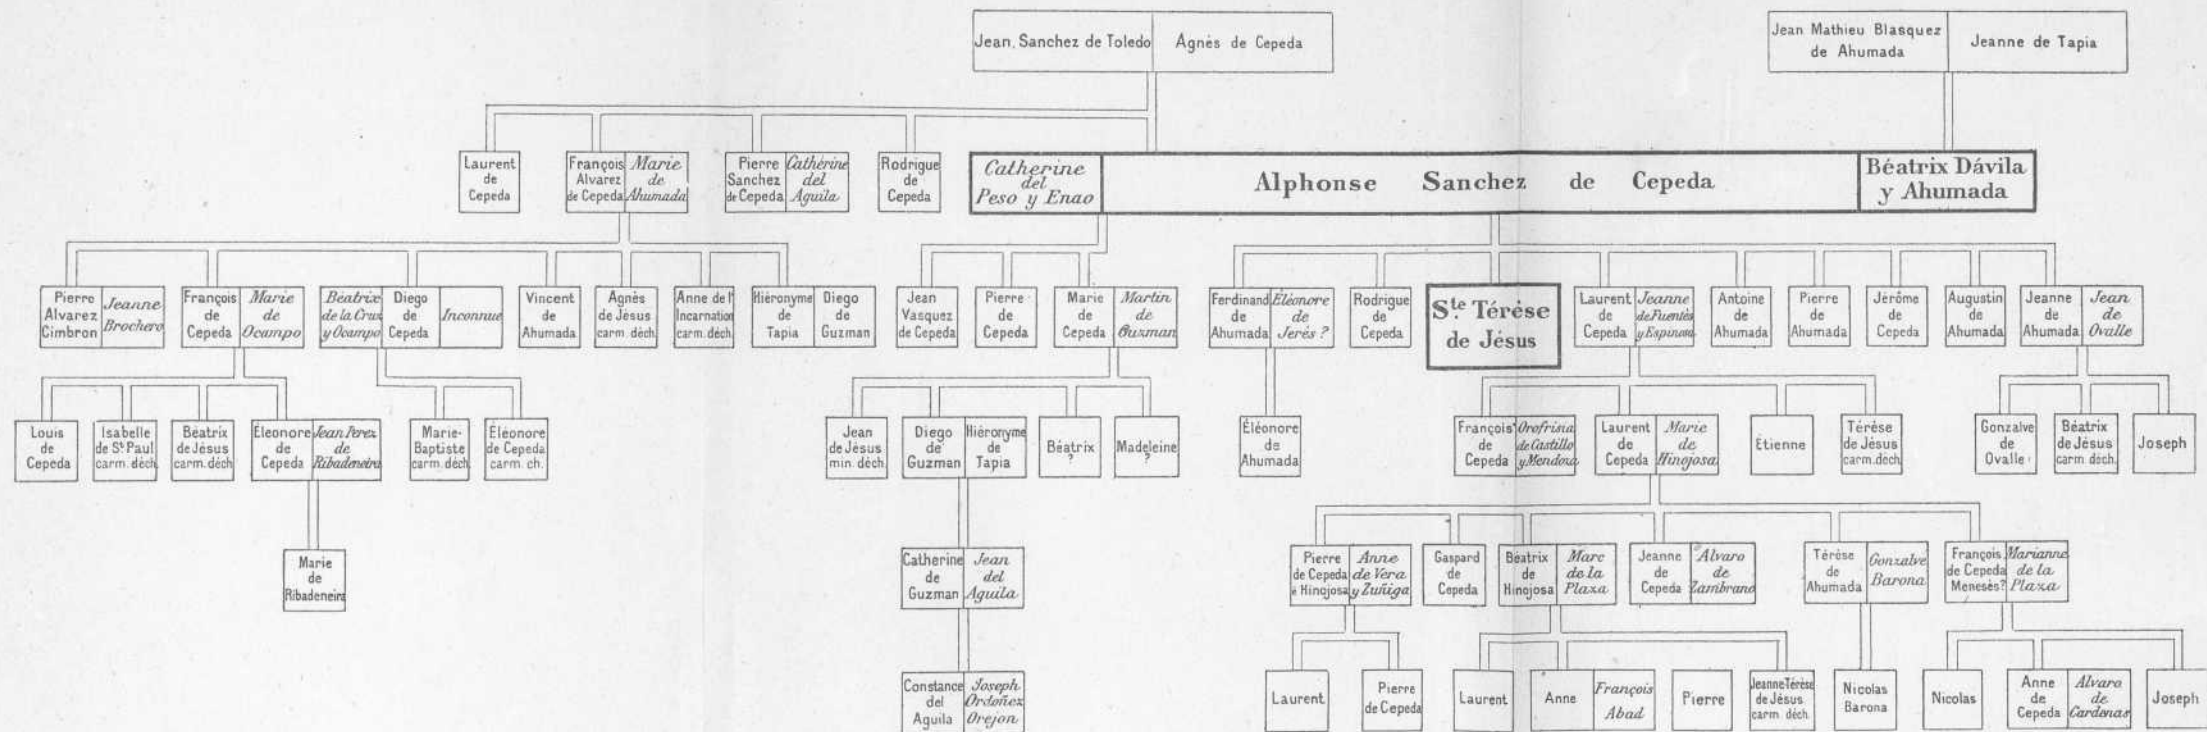 Jean. Sanchez de Toledo
Agnès de Cepeda
Jean Mathieu Blasquez
de Ahumada
Jeanne de Tapia
Laurent
de
Cepeda
François
Alvarez
de Cepeda
Marie
de
Ahumada
Pierre
Sanchez
de Cepeda
Cathérine
del
Aguila
Rodrigue
de
Cepeda
Catherine
del
Peso y Enao
Alphonse Sanchez de Cepeda
Béatrix Dávila
y Ahumada
Pierre
Alvarez
Cimbron
Jeanne
Brochero
François
de
Cepeda
Marie
de
Ocampo
Béatrix
de la Crux
y Ocampo
Diego
de
Cepeda
Inconnue
Vincent
de
Ahumada
Agnès
de Jésus
carm. déch.
Anne de l'
Incarnation
carm. déch.
Hiéronyme
de
Tapia
Diego
de
Guzman
Jean
Vasquez
de Cepeda
Pierre
de
Cepeda
Marie
de
Cepeda
Martin
de
Guzman
Ferdinand
de
Ahumada
Éléonore
de
Jerés ?
Rodrigue
de
Cepeda
Ste Térèse
de Jésus
Laurent
de
Cepeda
Jeanne
de Fuentès
y Espinosa
Antoine
de
Ahumada
Pierre
de
Ahumada
Jérôme
de
Cepeda
Augustin
de
Ahumada
Jeanne
de
Ahumada
Jean
de
Ovalle
Louis
de
Cepeda
Isabelle
de St Paul
carm. déch.
Béatrix
de Jésus
carm. déch.
Éléonore
de
Cepeda
Jean Perez
de
Ribadeneira
Marie-
Baptiste
carm. déch.
Éléonore
de Cepeda
carm. ch.
Jean
de Jésus
min. déch.
Diego
de
Guzman
Hiéronyme
de
Tapia
Béatrix
?
Madeleine
?
Éléonore
de
Ahumada
François
de
Cepeda
Orofrisa
de Castillo
y Mendoza
Laurent
de
Cepeda
Marie
de
Hinojosa
Étienne
Térèse
de Jésus
carm. déch.
Gonzalve
de
Ovalle
Béatrix
de Jésus
carm. déch.
Joseph
Marie
de
Ribadeneira
Catherine
de
Guzman
Jean
del
Aguila
Pierre
de Cepeda
é Hinojosa
Anne
de Vera
y Zuñiga
Gaspard
de
Cepeda
Béatrix
de
Hinojosa
Marc
de la
Plaxa
Jeanne
de
Cepeda
Alvaro
de
Zambrano
Térèse
de
Ahumada
Gonzalve
Barona
François
de Cepeda
Menesès?
Marianne
de la
Plaxa
Constance
del
Aguila
Joseph
Ordoñez
Orejon
Laurent
Pierre
de Cepeda
Laurent
Anne
François
Abad
Pierre
Jeanne Térèse
de Jésus
carm. déch.
Nicolas
Barona
Nicolas
Anne
de
Cepeda
Alvaro
de
Cardenas
Joseph